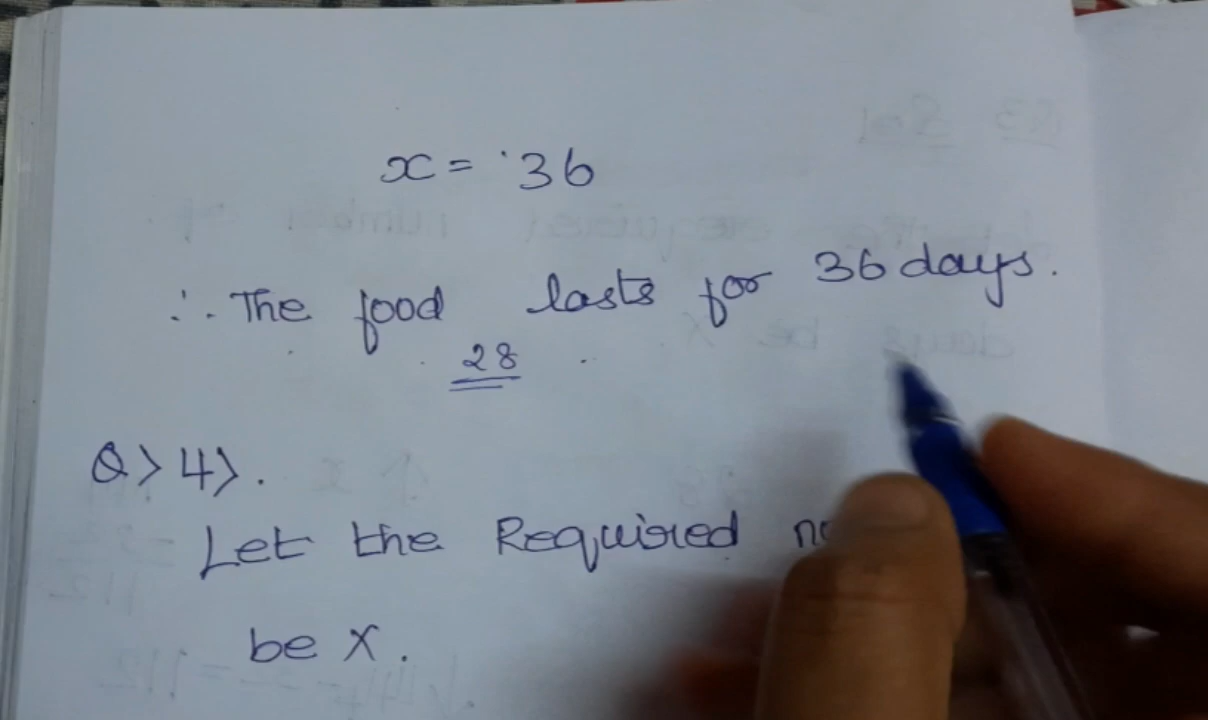 x = 36
∴ The food lasts for 36 days.
28
Q> 4>.
Let the Required
be X.